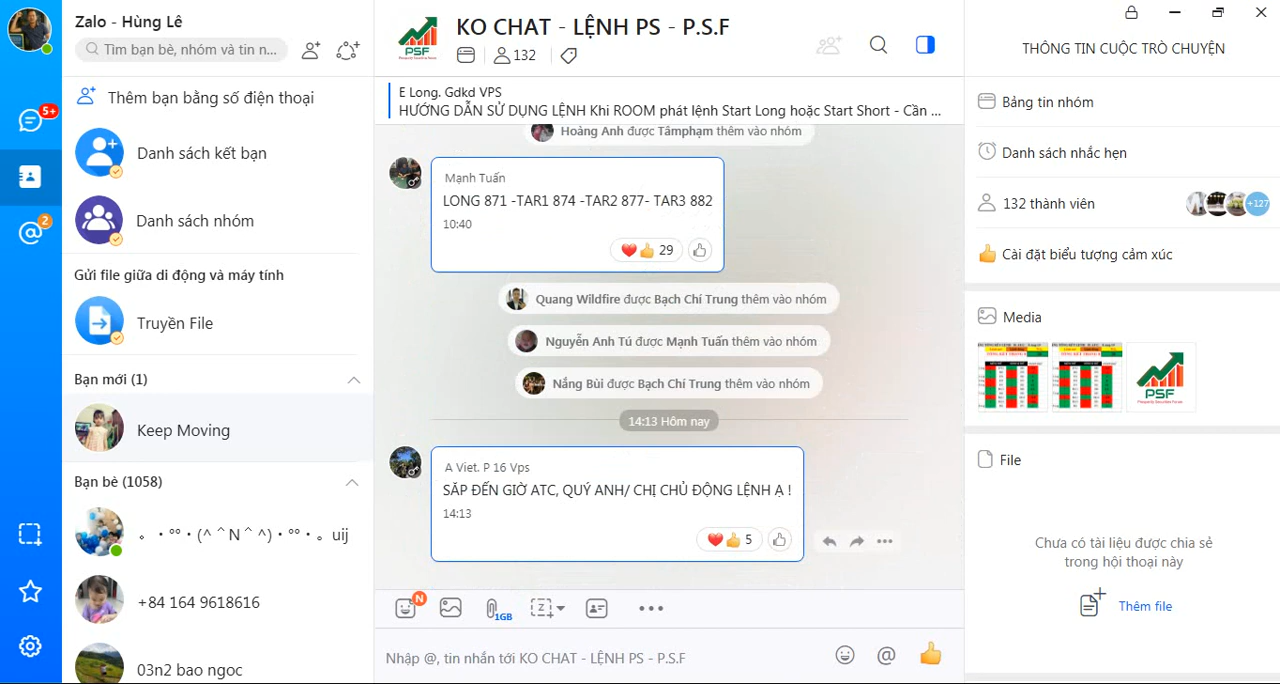 Zalo - Hùng Lê
Tìm bạn bè, nhóm và tin n...
5+
2
Thêm bạn bằng số điện thoại
Danh sách kết bạn
Danh sách nhóm
Gửi file giữa di động và máy tính
Truyền File
Bạn mới (1)
Keep Moving
Bạn bè (1058)
。・°°・(^＾N＾^)・°°・。uij
+84 164 9618616
03n2 bao ngoc
PSF
KO CHAT - LỆNH PS - P.S.F
132
E Long. Gdkd VPS
HƯỚNG DẪN SỬ DỤNG LỆNH Khi ROOM phát lệnh Start Long hoặc Start Short - Cần ...
Hoàng Anh được Tâmphạm thêm vào nhóm
Mạnh Tuấn
LONG 871 -TAR1 874 -TAR2 877- TAR3 882
10:40
29
Quang Wildfire được Bạch Chí Trung thêm vào nhóm
Nguyễn Anh Tú được Mạnh Tuấn thêm vào nhóm
Nắng Bùi được Bạch Chí Trung thêm vào nhóm
14:13 Hôm nay
A Viet. P 16 Vps
SẮP ĐẾN GIỜ ATC, QUÝ ANH/ CHỊ CHỦ ĐỘNG LỆNH Ạ !
14:13
5
N
1GB
Z
Nhập @, tin nhắn tới KO CHAT - LỆNH PS - P.S.F
THÔNG TIN CUỘC TRÒ CHUYỆN
Bảng tin nhóm
Danh sách nhắc hẹn
132 thành viên
+127
Cài đặt biểu tượng cảm xúc
Media
PSF
File
Chưa có tài liệu được chia sẻ
trong hội thoại này
Thêm file